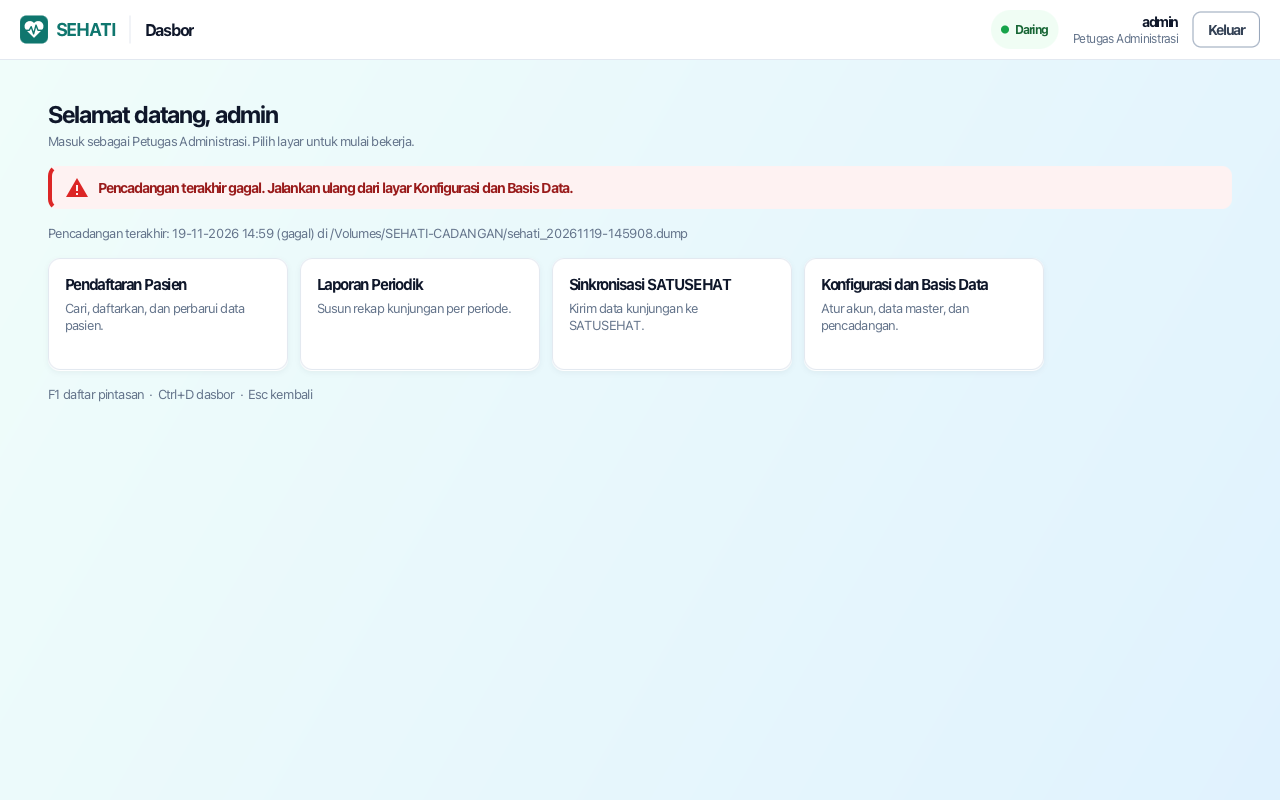 SEHATI
Dasbor
Daring
admin
Petugas Administrasi
Keluar
Selamat datang, admin
Masuk sebagai Petugas Administrasi. Pilih layar untuk mulai bekerja.
Pencadangan terakhir gagal. Jalankan ulang dari layar Konfigurasi dan Basis Data.
Pencadangan terakhir: 19-11-2026 14:59 (gagal) di /Volumes/SEHATI-CADANGAN/sehati_20261119-145908.dump
Pendaftaran Pasien
Cari, daftarkan, dan perbarui data
pasien.
Laporan Periodik
Susun rekap kunjungan per periode.
Sinkronisasi SATUSEHAT
Kirim data kunjungan ke
SATUSEHAT.
Konfigurasi dan Basis Data
Atur akun, data master, dan
pencadangan.
F1 daftar pintasan · Ctrl+D dasbor · Esc kembali